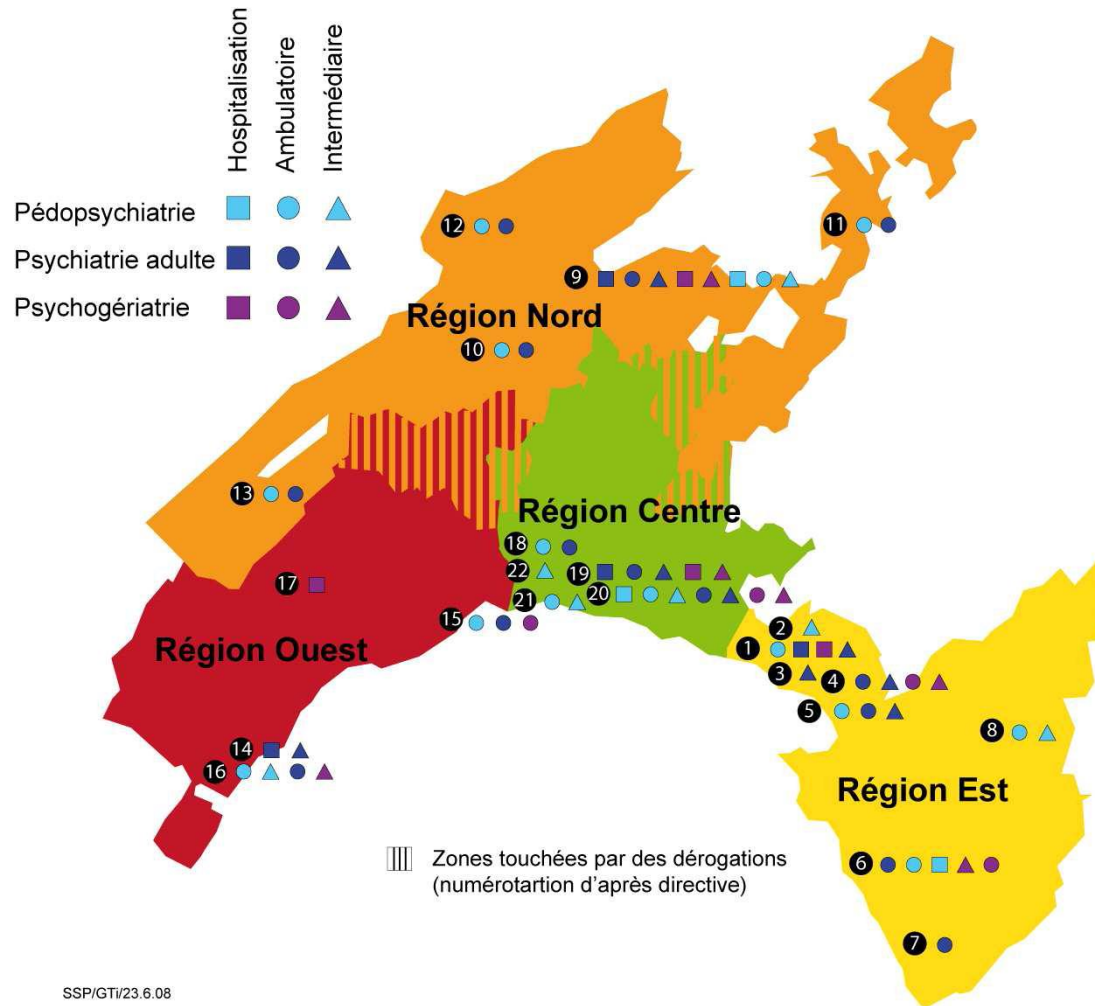 Hospitalisation
Ambulatoire
Intermédiaire
Pédopsychiatrie
Psychiatrie adulte
Psychogériatrie
12
11
9
Région Nord
10
13
Région Centre
18
22
19
17
21
20
15
Région Ouest
2
1
3
4
5
8
14
16
Région Est
Zones touchées par des dérogations
(numérotartion d'après directive)
6
7
SSP/GTi/23.6.08